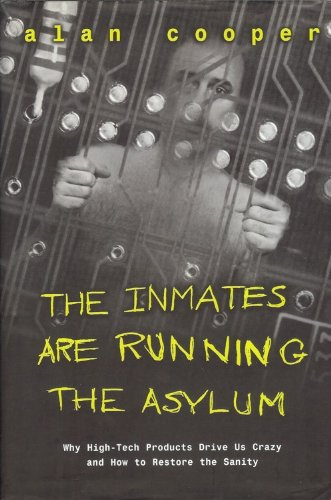 alan cooper
THE INMATES
ARE RUNNING
THE ASYLUM
Why High-Tech Products Drive Us Crazy
and How to Restore the Sanity